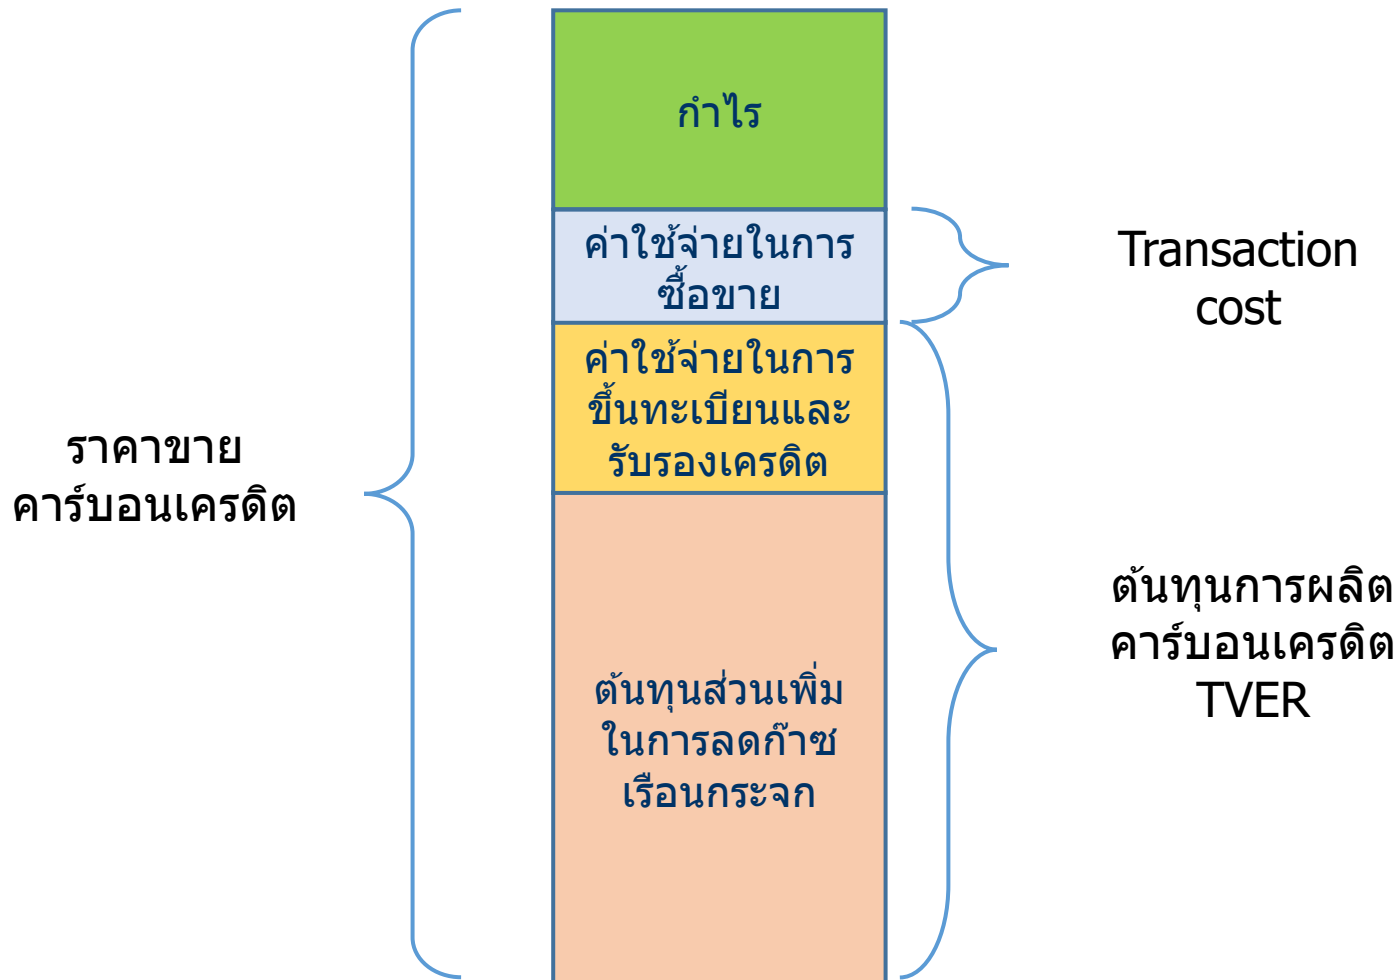 กำไร
ค่าใช้จ่ายในการ
ซื้อขาย
Transaction
cost
ค่าใช้จ่ายในการ
ขึ้นทะเบียนและ
รับรองเครดิต
ราคาขาย
คาร์บอนเครดิต
ต้นทุนส่วนเพิ่ม
ในการลดก๊าซ
เรือนกระจก
ต้นทุนการผลิต
คาร์บอนเครดิต
TVER